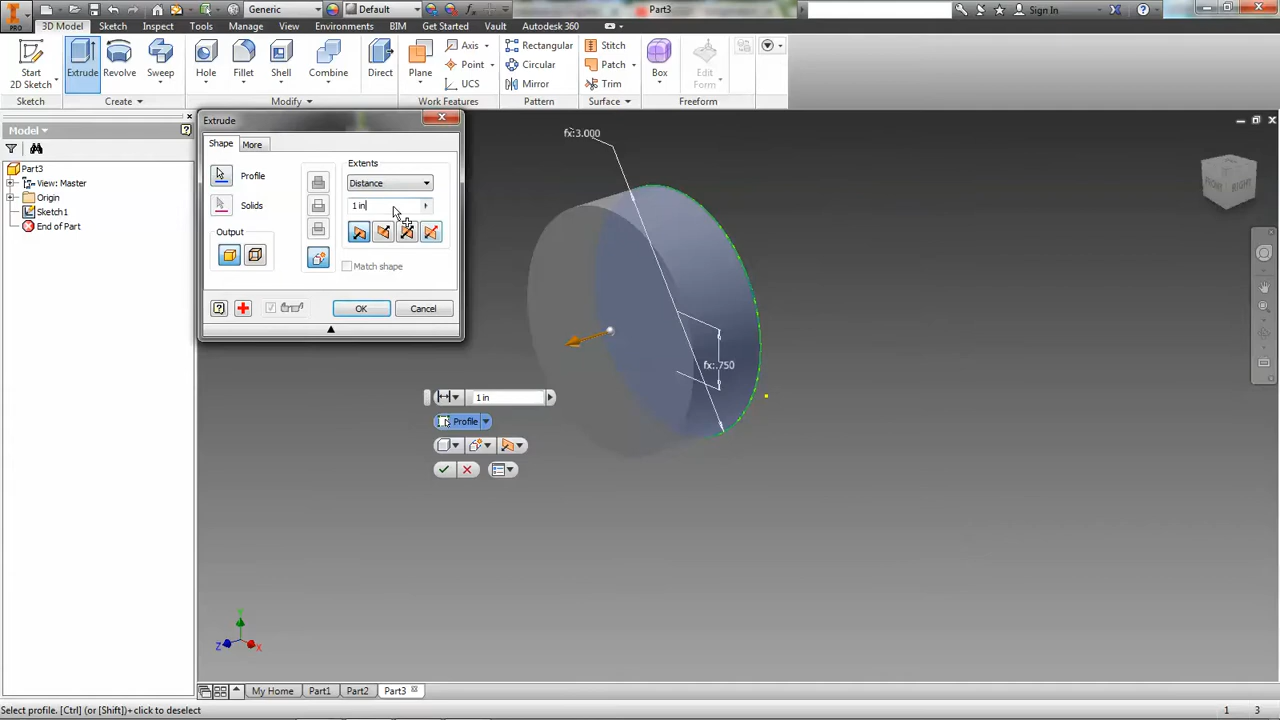 Generic
Default
Part3
Sign In
PRO
3D Model Sketch Inspect Tools Manage View Environments BIM Get Started Vault Autodesk 360
Start
2D Sketch
Extrude
Revolve
Sweep
Hole
Fillet
Shell
Combine
Direct
Plane
Axis
Point
UCS
Rectangular
Circular
Mirror
Stitch
Patch
Trim
Box
Edit
Form
Sketch
Create
Modify
Work Features
Pattern
Surface
Freeform
Model
Part3
View: Master
Origin
Sketch1
End of Part
Extrude
Shape
More
Profile
Solids
Output
Extents
Distance
1 in
Match shape
OK
Cancel
fx:3.000
fx:.750
1 in
Profile
FRONT
RIGHT
Y
Z
X
My Home Part1 Part2 Part3
Select profile. [Ctrl] (or [Shift])+click to deselect
1 3